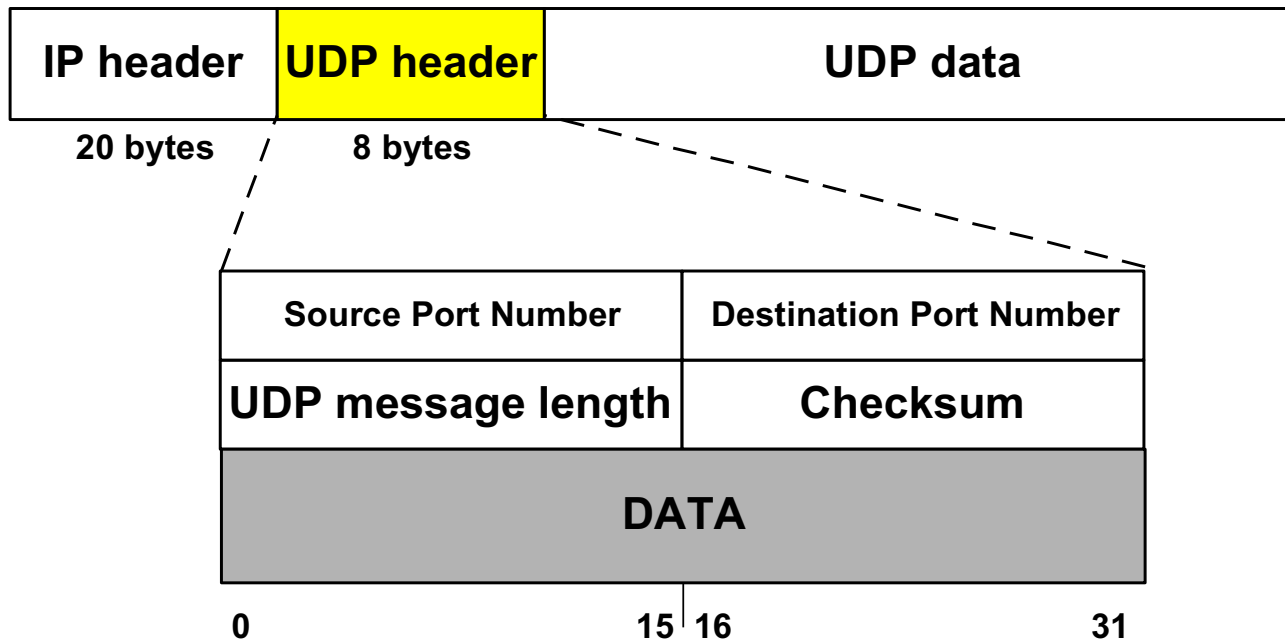 IP header UDP header UDP data
20 bytes 8 bytes
Source Port Number Destination Port Number
UDP message length Checksum
DATA
0 15 16 31